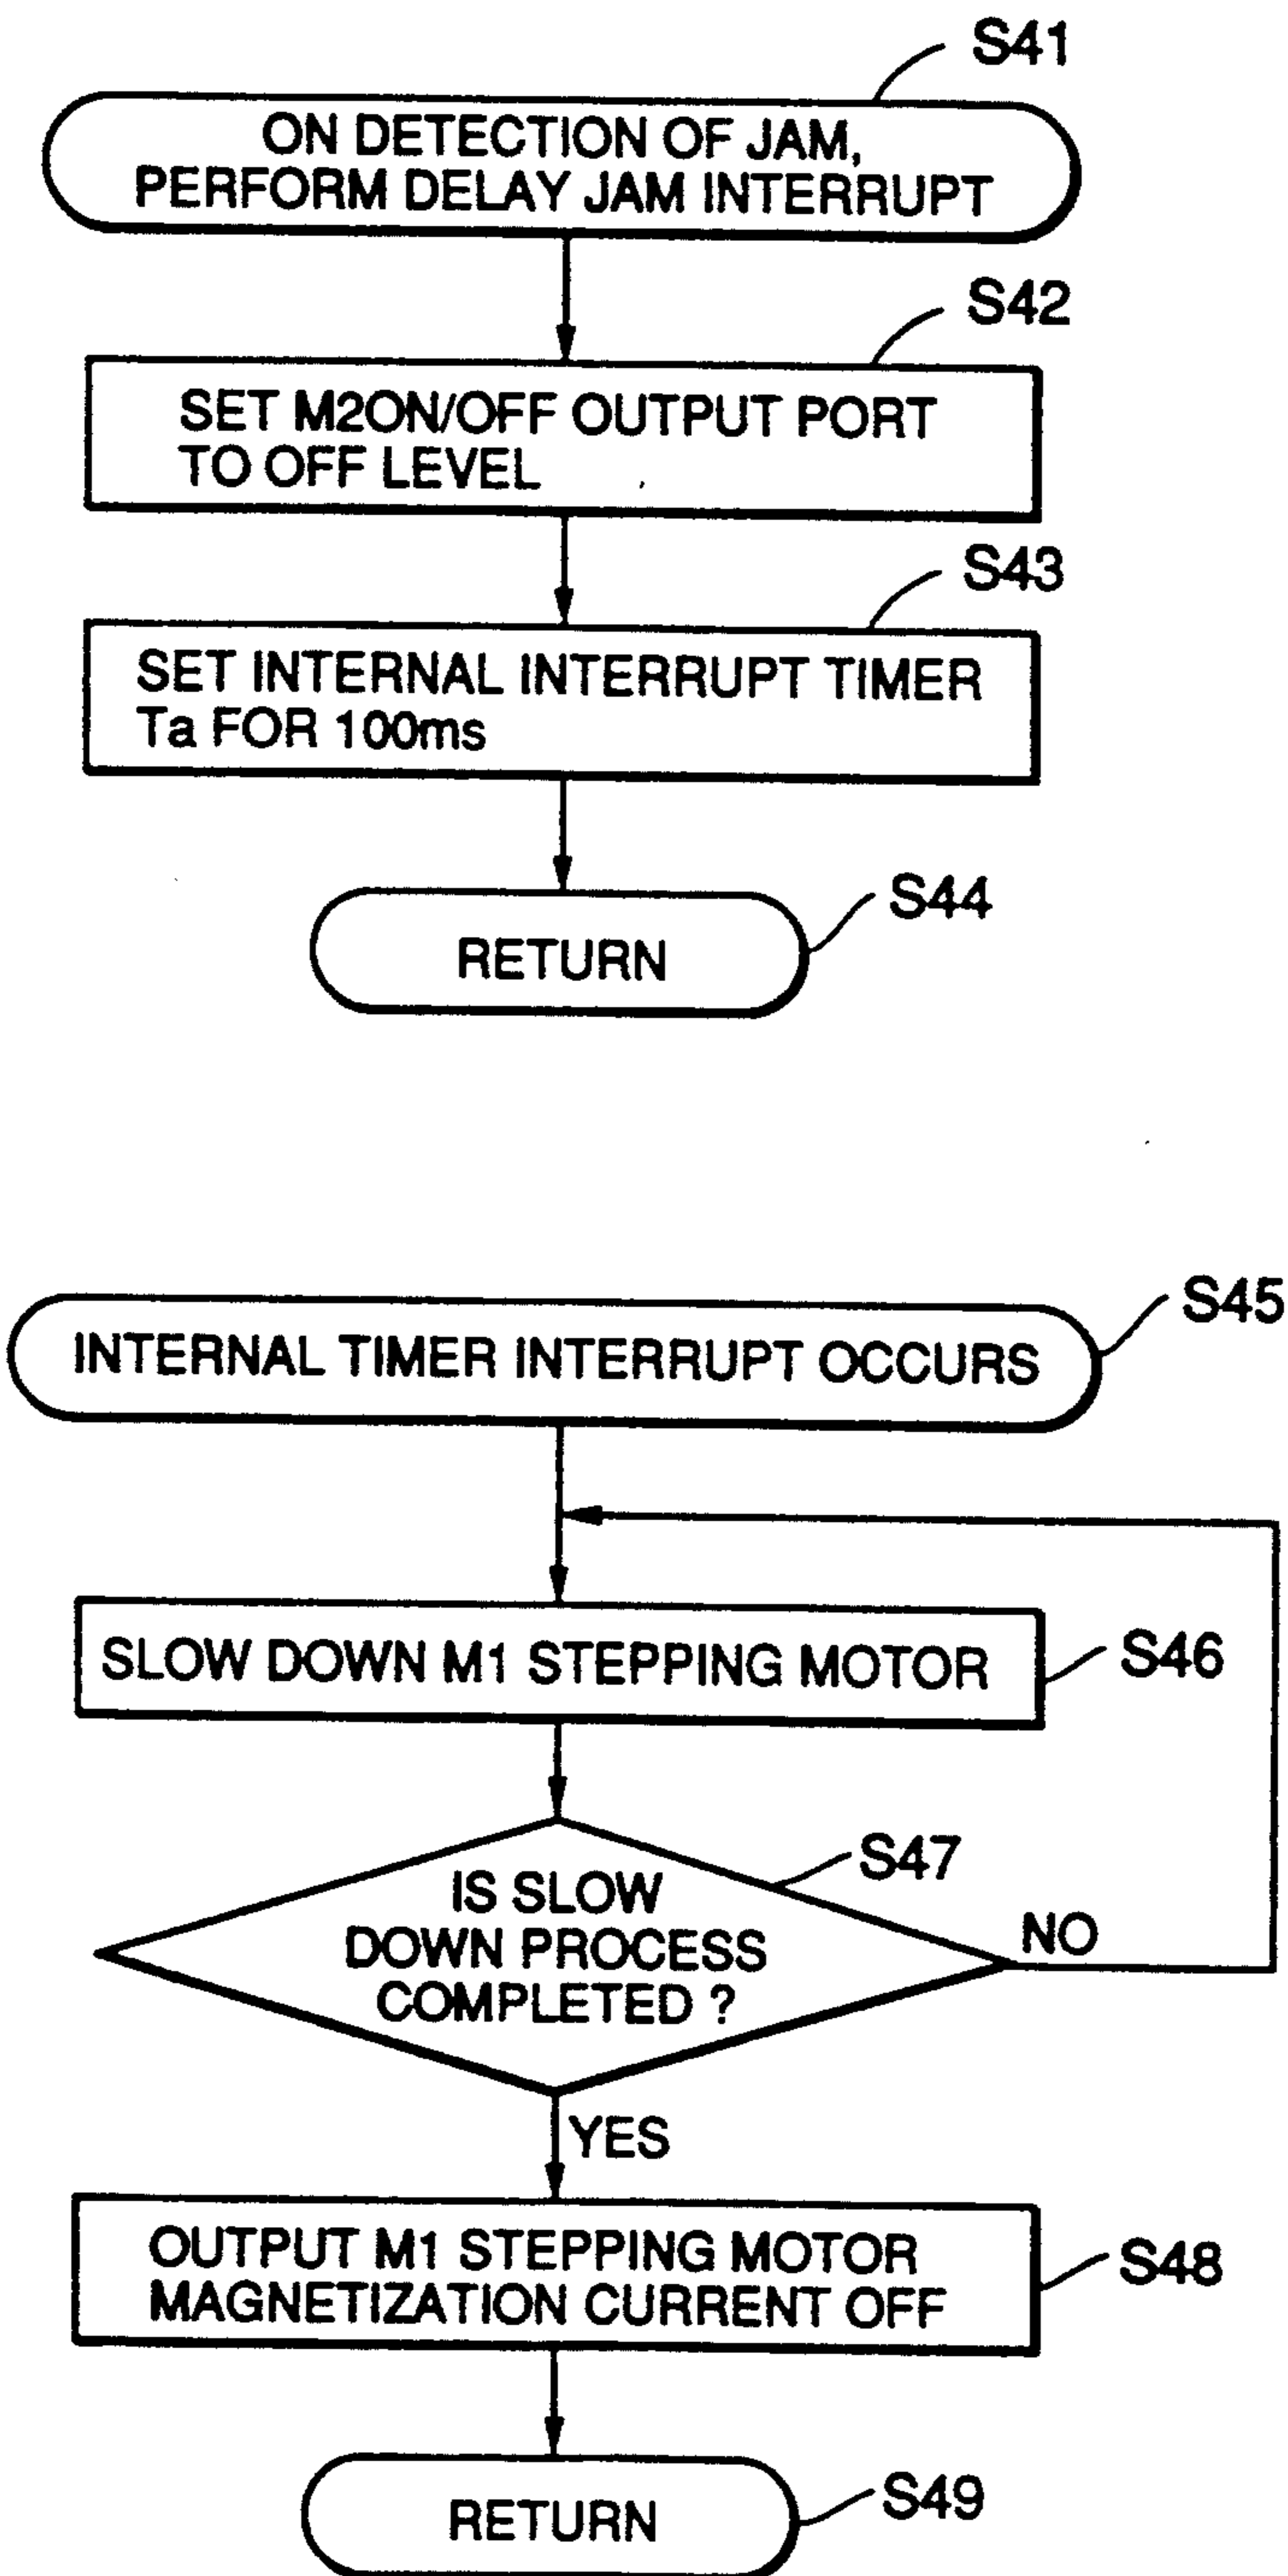 S41
ON DETECTION OF JAM,
PERFORM DELAY JAM INTERRUPT
S42
SET M2ON/OFF OUTPUT PORT
TO OFF LEVEL
S43
SET INTERNAL INTERRUPT TIMER
Ta FOR 100ms
S44
RETURN
S45
INTERNAL TIMER INTERRUPT OCCURS
SLOW DOWN M1 STEPPING MOTOR
S46
S47
IS SLOW
DOWN PROCESS
COMPLETED ?
NO
YES
OUTPUT M1 STEPPING MOTOR
MAGNETIZATION CURRENT OFF
S48
RETURN
S49